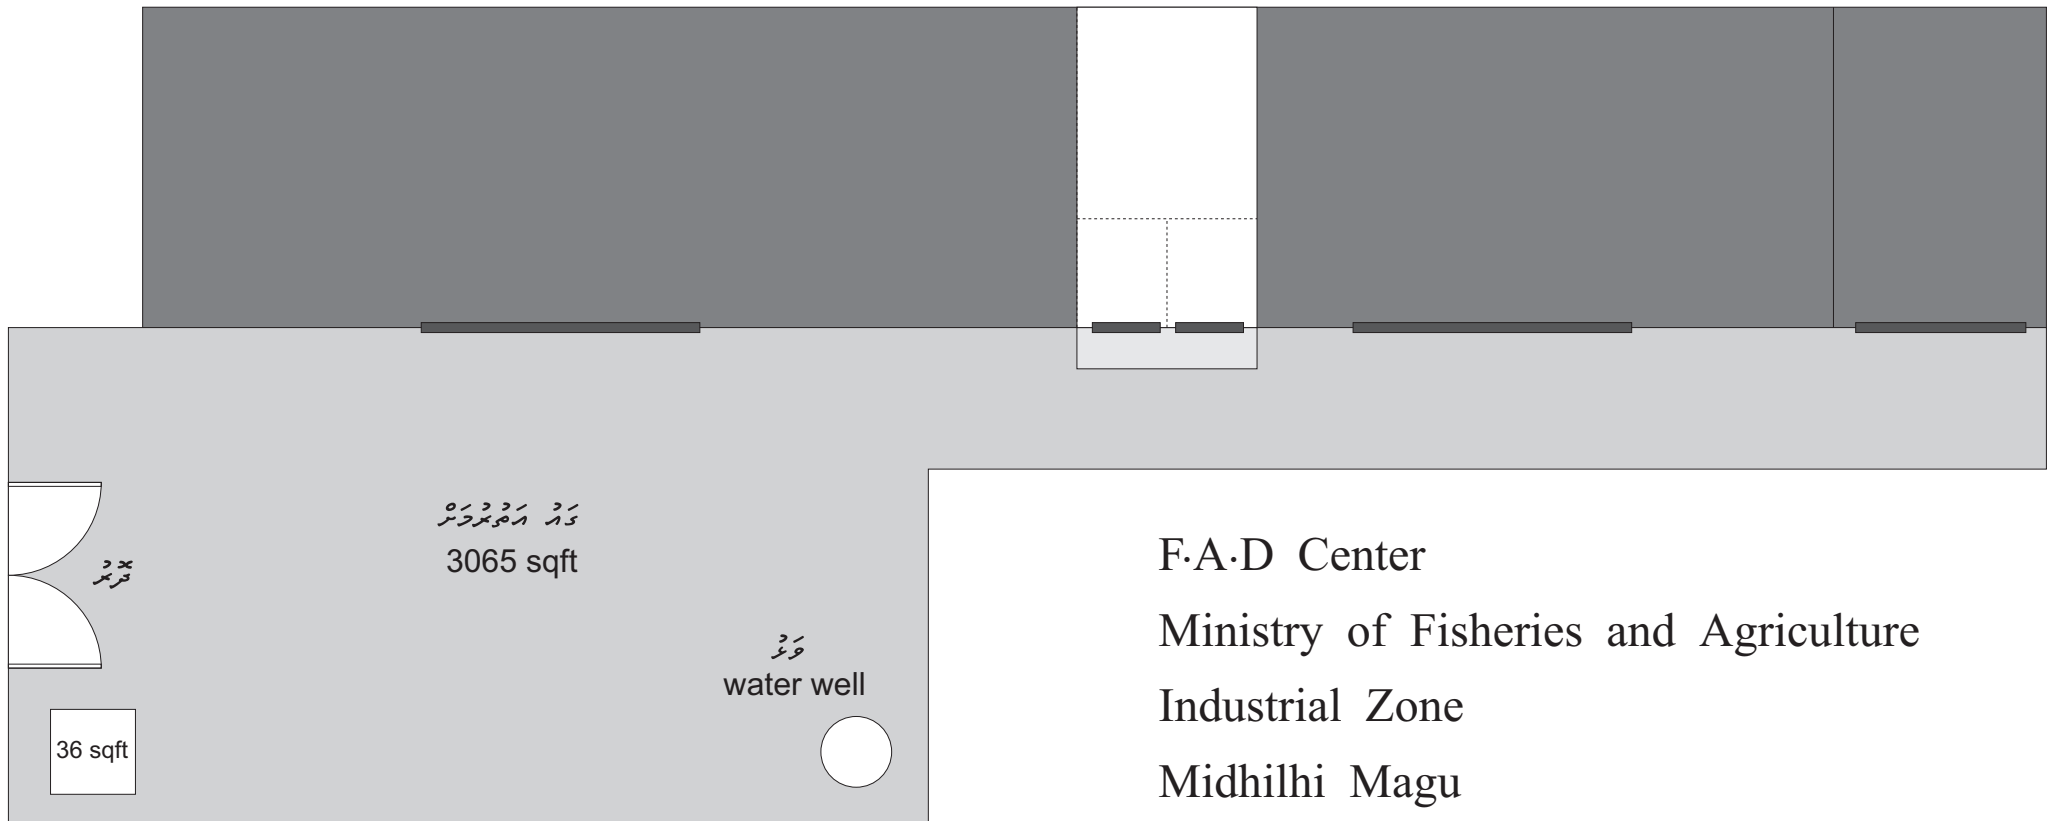 ގައު އަތުރުމަށް
3065 sqft
ދޮރު
ވަޅު
water well
36 sqft
F.A.D Center
Ministry of Fisheries and Agriculture
Industrial Zone
Midhilhi Magu